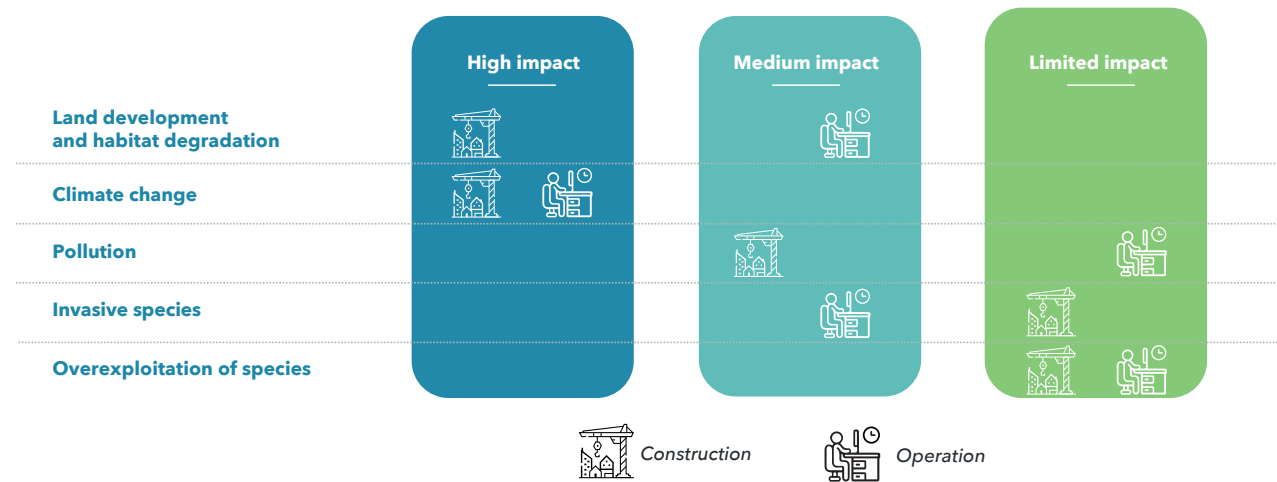 High impact
Medium impact
Limited impact
Land development
and habitat degradation
Climate change
Pollution
Invasive species
Overexploitation of species
Construction
Operation